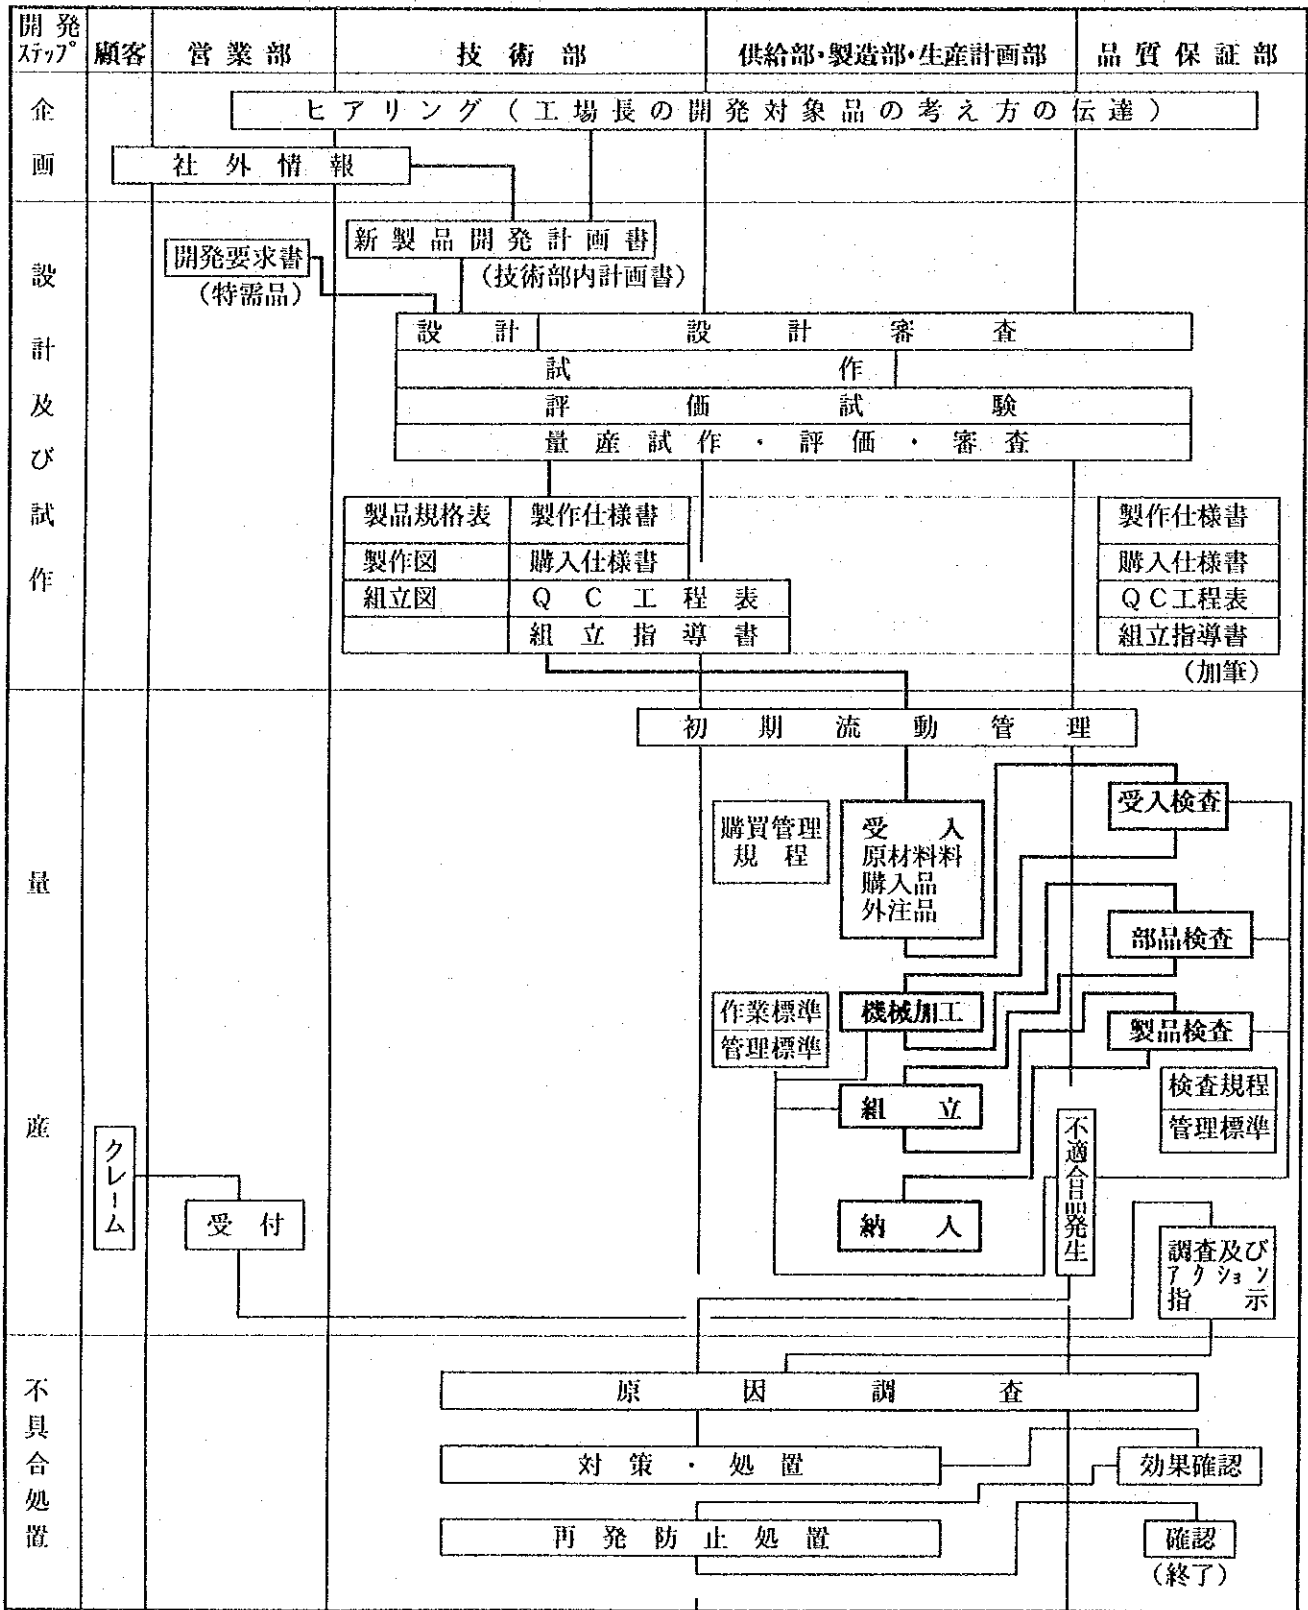 開発
ステップ
顧客
営業部
技術部
供給部・製造部・生産計画部
品質保証部
企画
ヒアリング(工場長の開発対象品の考え方の伝達)
社外情報
設計及び試作
新製品開発計画書
(技術部内計画書)
開発要求書
(特需品)
設計
設計審査
試作
評価試験
量産試作・評価・審査
製品規格表
製作仕様書
製作図
購入仕様書
組立図
QC工程表
組立指導書
製作仕様書
購入仕様書
QC工程表
組立指導書
(加筆)
量産
初期流動管理
購買管理
規程
受入
原材料料
購入品
外注品
受入検査
部品検査
作業標準
管理標準
機械加工
製品検査
組立
検査規程
管理標準
不適合品発生
クレーム
受付
納入
調査及び
アクション
指示
不具合処置
原因調査
対策・処置
効果確認
再発防止処置
確認
(終了)